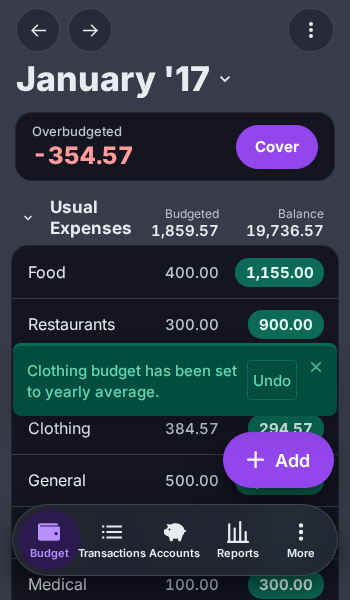 January '17
Overbudgeted
-354.57
Cover
Usual
Expenses
Budgeted
1,859.57
Balance
19,736.57
Food 400.00 1,155.00
Restaurants 300.00 900.00
Clothing budget has been set
to yearly average.
Undo
Clothing 384.57 294.57
General 500.00
Add
Budget Transactions Accounts Reports More
Medical 100.00 300.00